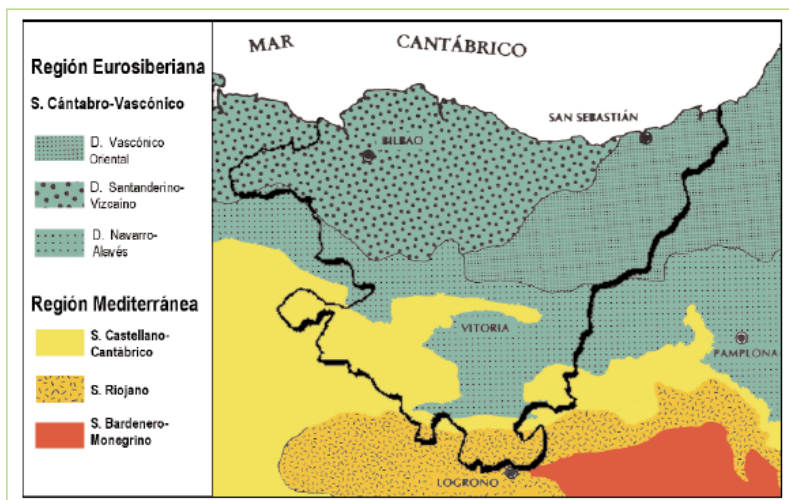 Región Eurosiberiana
S. Cántabro-Vascónico
D. Vascónico
Oriental
D. Santanderino-
Vizcaino
D. Navarro-
Alavés
Región Mediterránea
S. Castellano-
Cantábrico
S. Riojano
S. Bardenero-
Monegrino
MAR CANTÁBRICO
SAN SEBASTIÁN
BILBAO
VITORIA
PAMPLONA
LOGROÑO